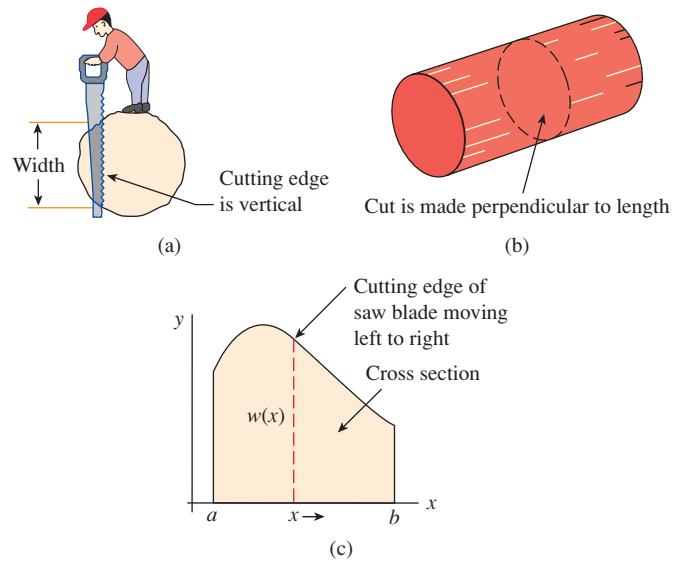 Width
Cutting edge
is vertical
(a)
Cut is made perpendicular to length
(b)
Cutting edge of
saw blade moving
left to right
y
Cross section
w(x)
x
a
x→
b
(c)